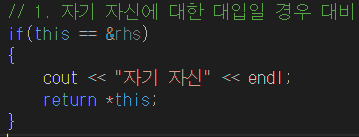 // 1. 자기 자신에 대한 대입일 경우 대비
if(this == &rhs)
{
cout << "자기 자신" << endl;
return *this;
}